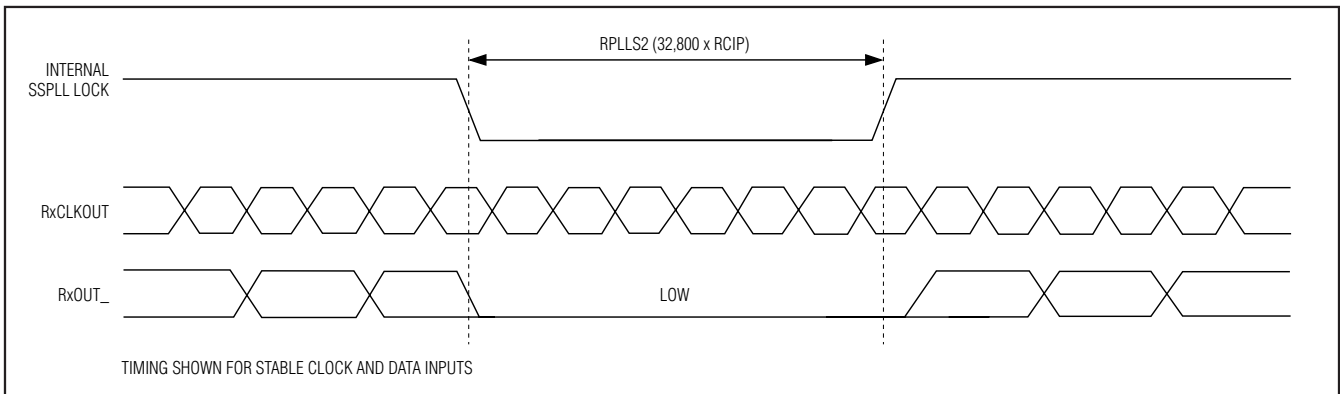 RPLLS2 (32,800 x RCIP)
INTERNAL
SSPLL LOCK
RxCLKOUT
RxOUT_
LOW
TIMING SHOWN FOR STABLE CLOCK AND DATA INPUTS